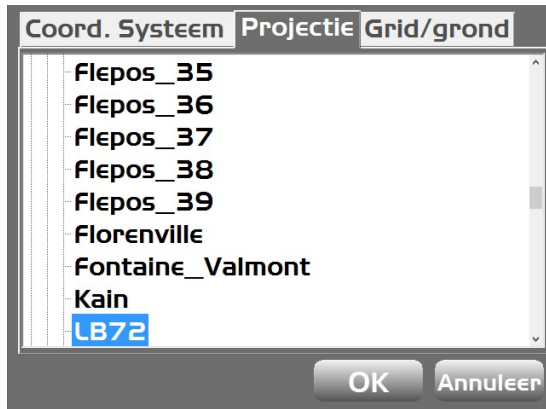 Coord. Systeem Projectie Grid/grond
Flepos_35
Flepos_36
Flepos_37
Flepos_38
Flepos_39
Florenville
Fontaine_Valmont
Kain
LB72
OK Annuleer